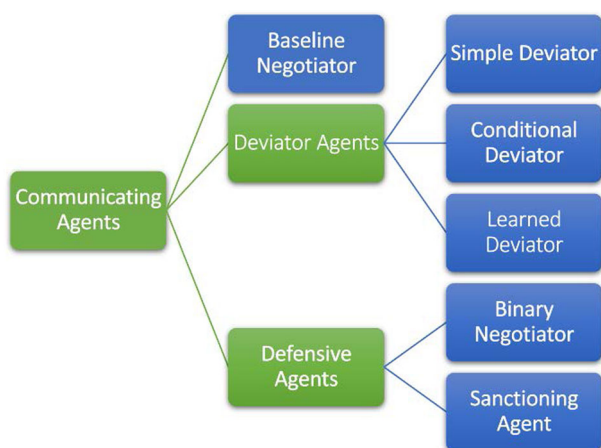 Baseline
Negotiator
Simple Deviator
Deviator Agents
Conditional
Deviator
Communicating
Agents
Learned
Deviator
Binary
Negotiator
Defensive
Agents
Sanctioning
Agent